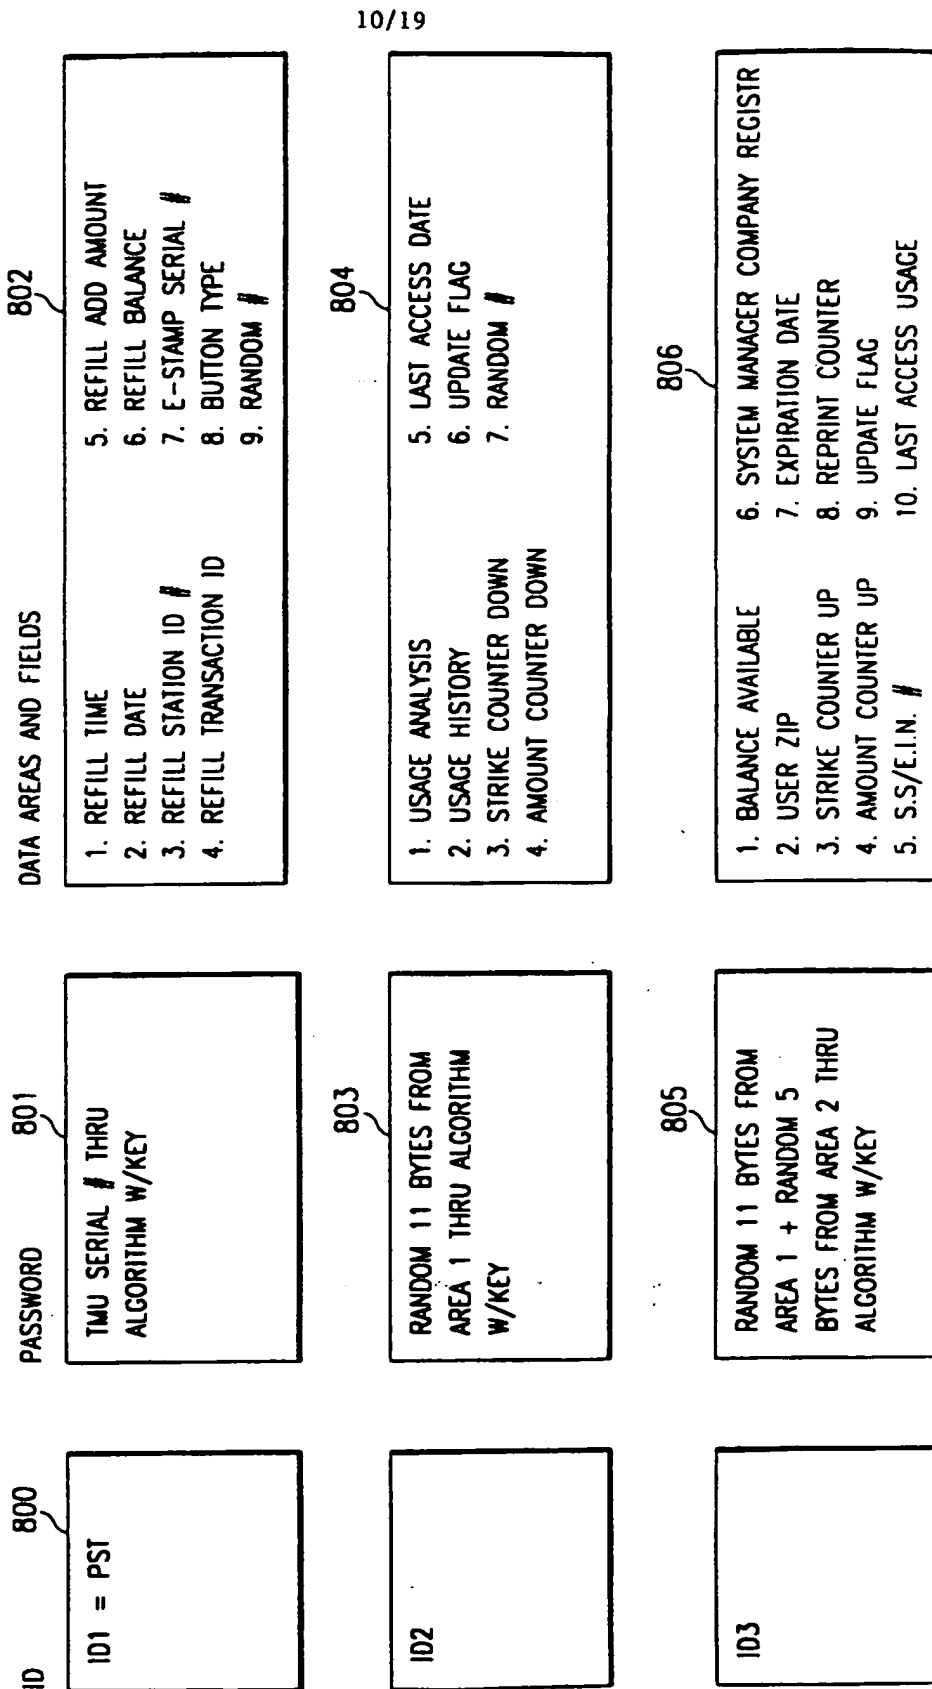 10/19
ID
PASSWORD
DATA AREAS AND FIELDS
800
801
802
ID1 = PST
TMU SERIAL # THRU
ALGORITHM W/KEY
1. REFILL TIME
2. REFILL DATE
3. REFILL STATION ID #
4. REFILL TRANSACTION ID
5. REFILL ADD AMOUNT
6. REFILL BALANCE
7. E-STAMP SERIAL #
8. BUTTON TYPE
9. RANDOM #
803
804
ID2
RANDOM 11 BYTES FROM
AREA 1 THRU ALGORITHM
W/KEY
1. USAGE ANALYSIS
2. USAGE HISTORY
3. STRIKE COUNTER DOWN
4. AMOUNT COUNTER DOWN
5. LAST ACCESS DATE
6. UPDATE FLAG
7. RANDOM #
805
806
ID3
RANDOM 11 BYTES FROM
AREA 1 + RANDOM 5
BYTES FROM AREA 2 THRU
ALGORITHM W/KEY
1. BALANCE AVAILABLE
2. USER ZIP
3. STRIKE COUNTER UP
4. AMOUNT COUNTER UP
5. S.S/E.I.N. #
6. SYSTEM MANAGER COMPANY REGISTR
7. EXPIRATION DATE
8. REPRINT COUNTER
9. UPDATE FLAG
10. LAST ACCESS USAGE